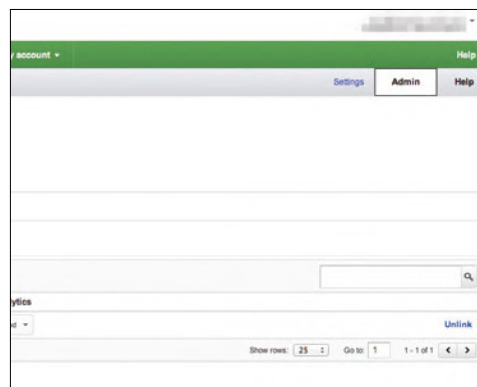 y account
Help
Settings
Admin
Help
ytics
Unlink
Show rows: 25
Go to: 1
1 - 1 of 1